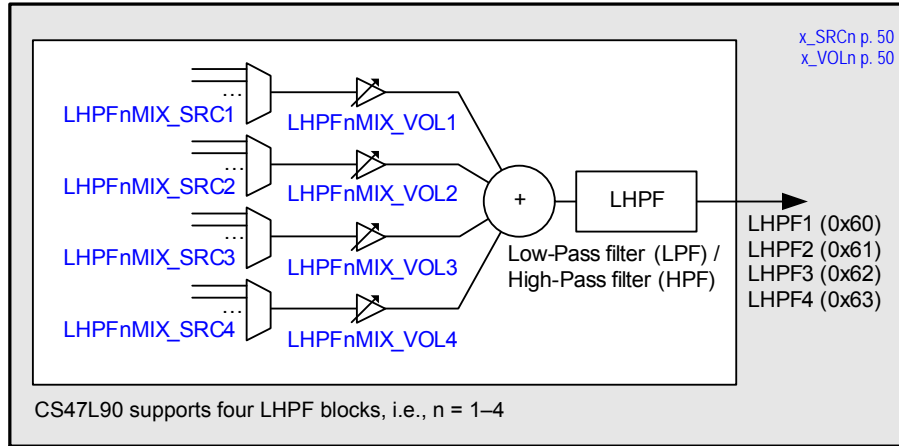 x_SRCn p. 50
x_VOLn p. 50
...
LHPFnMIX_SRC1
LHPFnMIX_VOL1
...
LHPFnMIX_SRC2
LHPFnMIX_VOL2
...
LHPFnMIX_SRC3
LHPFnMIX_VOL3
...
LHPFnMIX_SRC4
LHPFnMIX_VOL4
+
LHPF
Low-Pass filter (LPF) /
High-Pass filter (HPF)
LHPF1 (0x60)
LHPF2 (0x61)
LHPF3 (0x62)
LHPF4 (0x63)
CS47L90 supports four LHPF blocks, i.e., n = 1–4